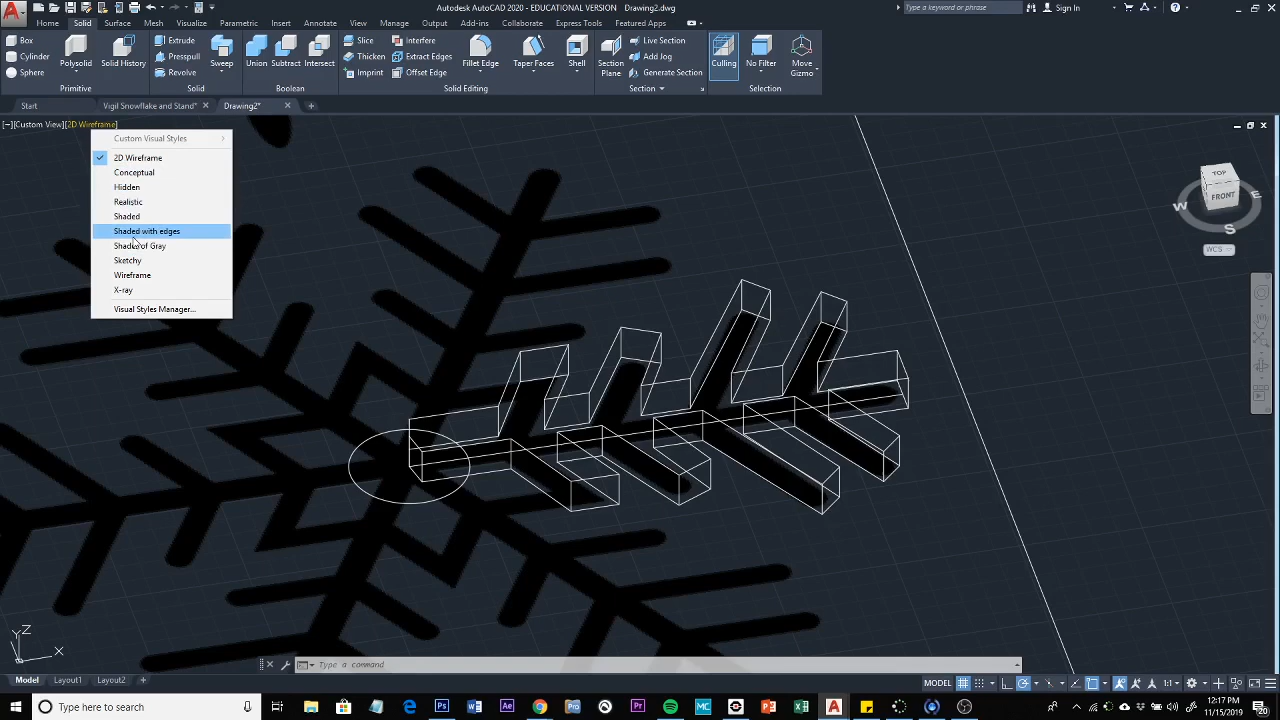 Autodesk AutoCAD 2020 - EDUCATIONAL VERSION Drawing2.dwg
Type a keyword or phrase
Sign In
Home Solid Surface Mesh Visualize Parametric Insert Annotate View Manage Output Add-ins Collaborate Express Tools Featured Apps
Box
Cylinder
Sphere
Polysolid
Solid History
Primitive
Extrude
Presspull
Revolve
Sweep
Solid
Union
Subtract
Intersect
Boolean
Slice
Thicken
Imprint
Interfere
Extract Edges
Offset Edge
Fillet Edge
Taper Faces
Shell
Solid Editing
Section
Plane
Live Section
Add Jog
Generate Section
Section
Culling
No Filter
Move
Gizmo
Selection
Start
Vigil Snowflake and Stand*
Drawing2*
[−][Custom View][2D Wireframe]
Custom Visual Styles
2D Wireframe
Conceptual
Hidden
Realistic
Shaded
Shaded with edges
Shades of Gray
Sketchy
Wireframe
X-ray
Visual Styles Manager...
TOP
FRONT
W
E
S
WCS
Z
Y
X
Type a command
Model Layout1 Layout2
MODEL
1:1
Type here to search
12:17 PM
11/15/2019